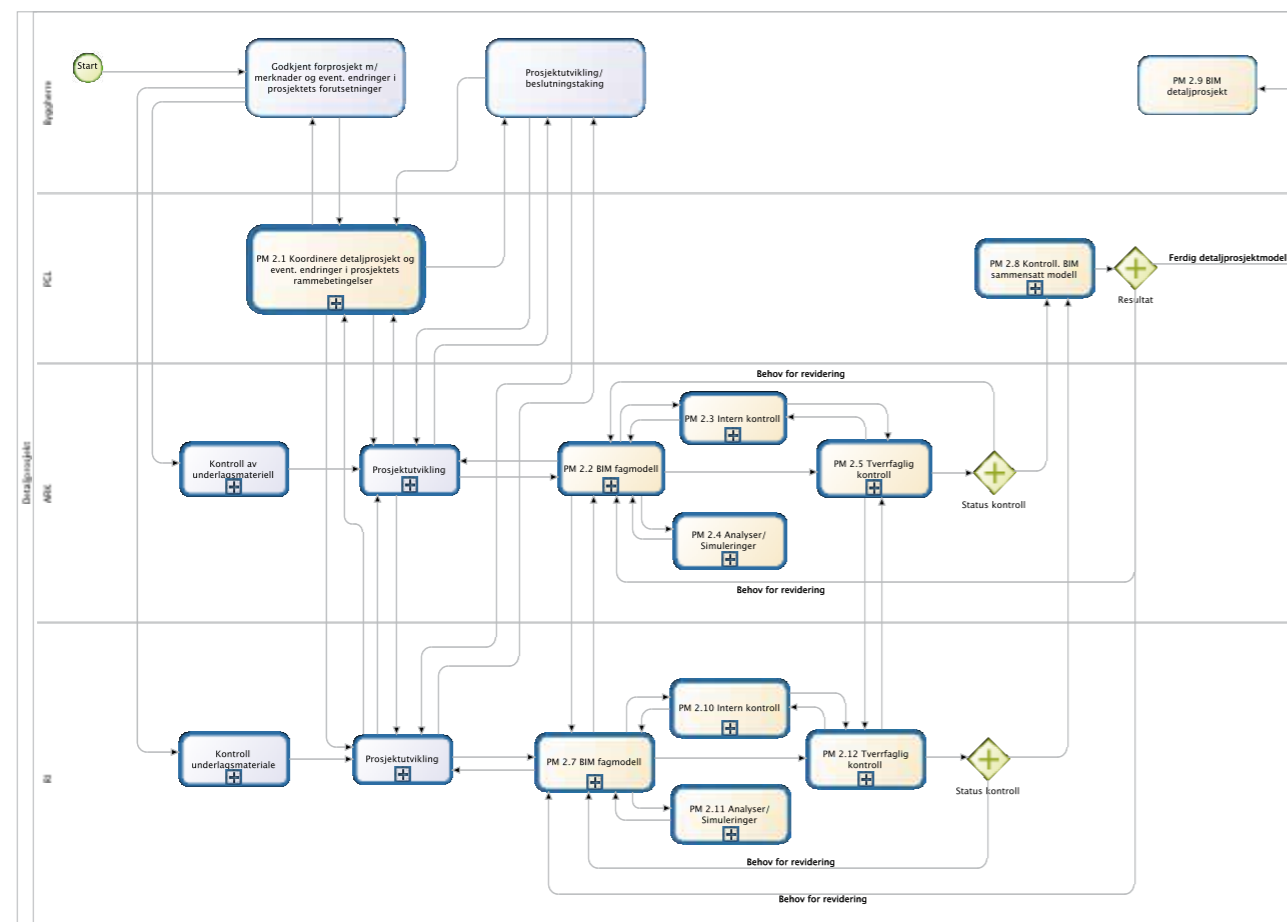 Detaljprosjekt
Byggherre
Start
Godkjent forprosjekt m/
merknader og event. endringer i
prosjektets forutsetninger
Prosjektutvikling/
beslutningstaking
PM 2.9 BIM
detaljprosjekt
PGL
PM 2.1 Koordinere detaljprosjekt og
event. endringer i prosjektets
rammebetingelser
PM 2.8 Kontroll. BIM
sammensatt modell
Resultat
Ferdig detaljprosjektmodell
ARK
Kontroll av
underlagsmateriell
Prosjektutvikling
Behov for revidering
PM 2.3 Intern kontroll
PM 2.2 BIM fagmodell
PM 2.5 Tverrfaglig
kontroll
Status kontroll
PM 2.4 Analyser/
Simuleringer
Behov for revidering
RI
Kontroll
underlagsmateriale
Prosjektutvikling
PM 2.10 Intern kontroll
PM 2.7 BIM fagmodell
PM 2.12 Tverrfaglig
kontroll
Status kontroll
PM 2.11 Analyser/
Simuleringer
Behov for revidering
Behov for revidering